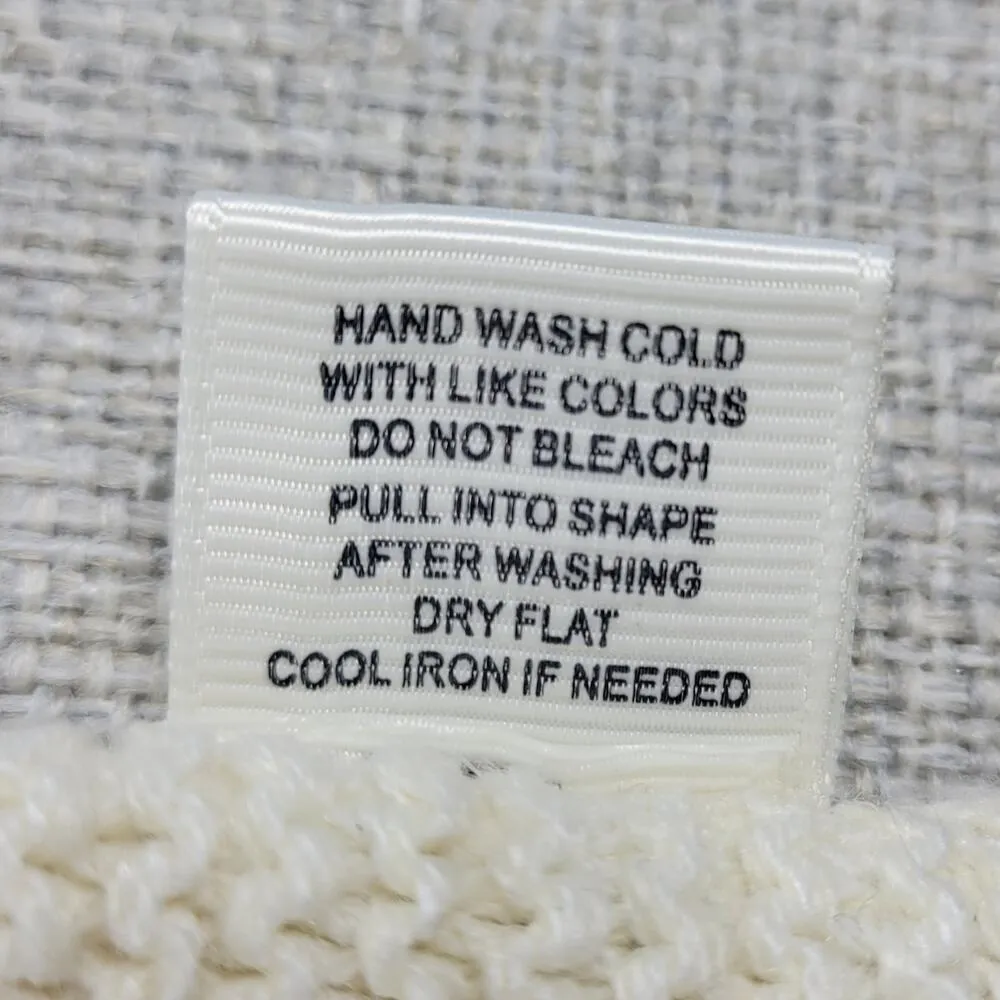 HAND WASH COLD
WITH LIKE COLORS
DO NOT BLEACH
PULL INTO SHAPE
AFTER WASHING
DRY FLAT
COOL IRON IF NEEDED